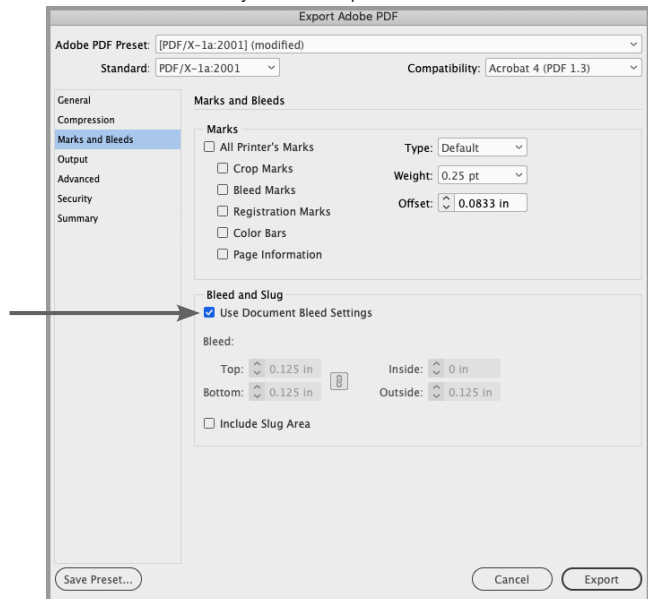 Export Adobe PDF
Adobe PDF Preset: [PDF/X-1a:2001] (modified)
Standard: PDF/X-1a:2001 Compatibility: Acrobat 4 (PDF 1.3)
General
Compression
Marks and Bleeds
Output
Advanced
Security
Summary
Marks and Bleeds
Marks
All Printer's Marks
Crop Marks
Bleed Marks
Registration Marks
Color Bars
Page Information
Type: Default
Weight: 0.25 pt
Offset: 0.0833 in
Bleed and Slug
Use Document Bleed Settings
Bleed:
Top: 0.125 in Inside: 0 in
Bottom: 0.125 in Outside: 0.125 in
Include Slug Area
Save Preset... Cancel Export